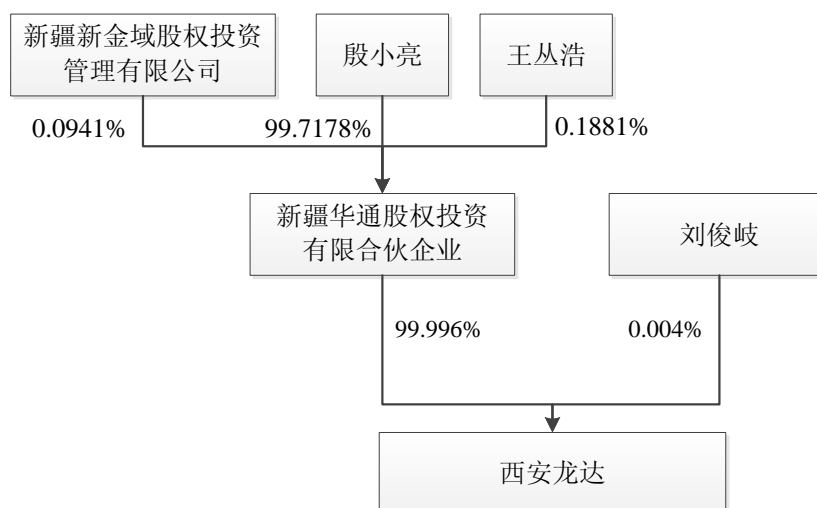 新疆新金域股权投资
管理有限公司
殷小亮
王丛浩
0.0941%
99.7178%
0.1881%
新疆华通股权投资
有限合伙企业
刘俊岐
99.996%
0.004%
西安龙达